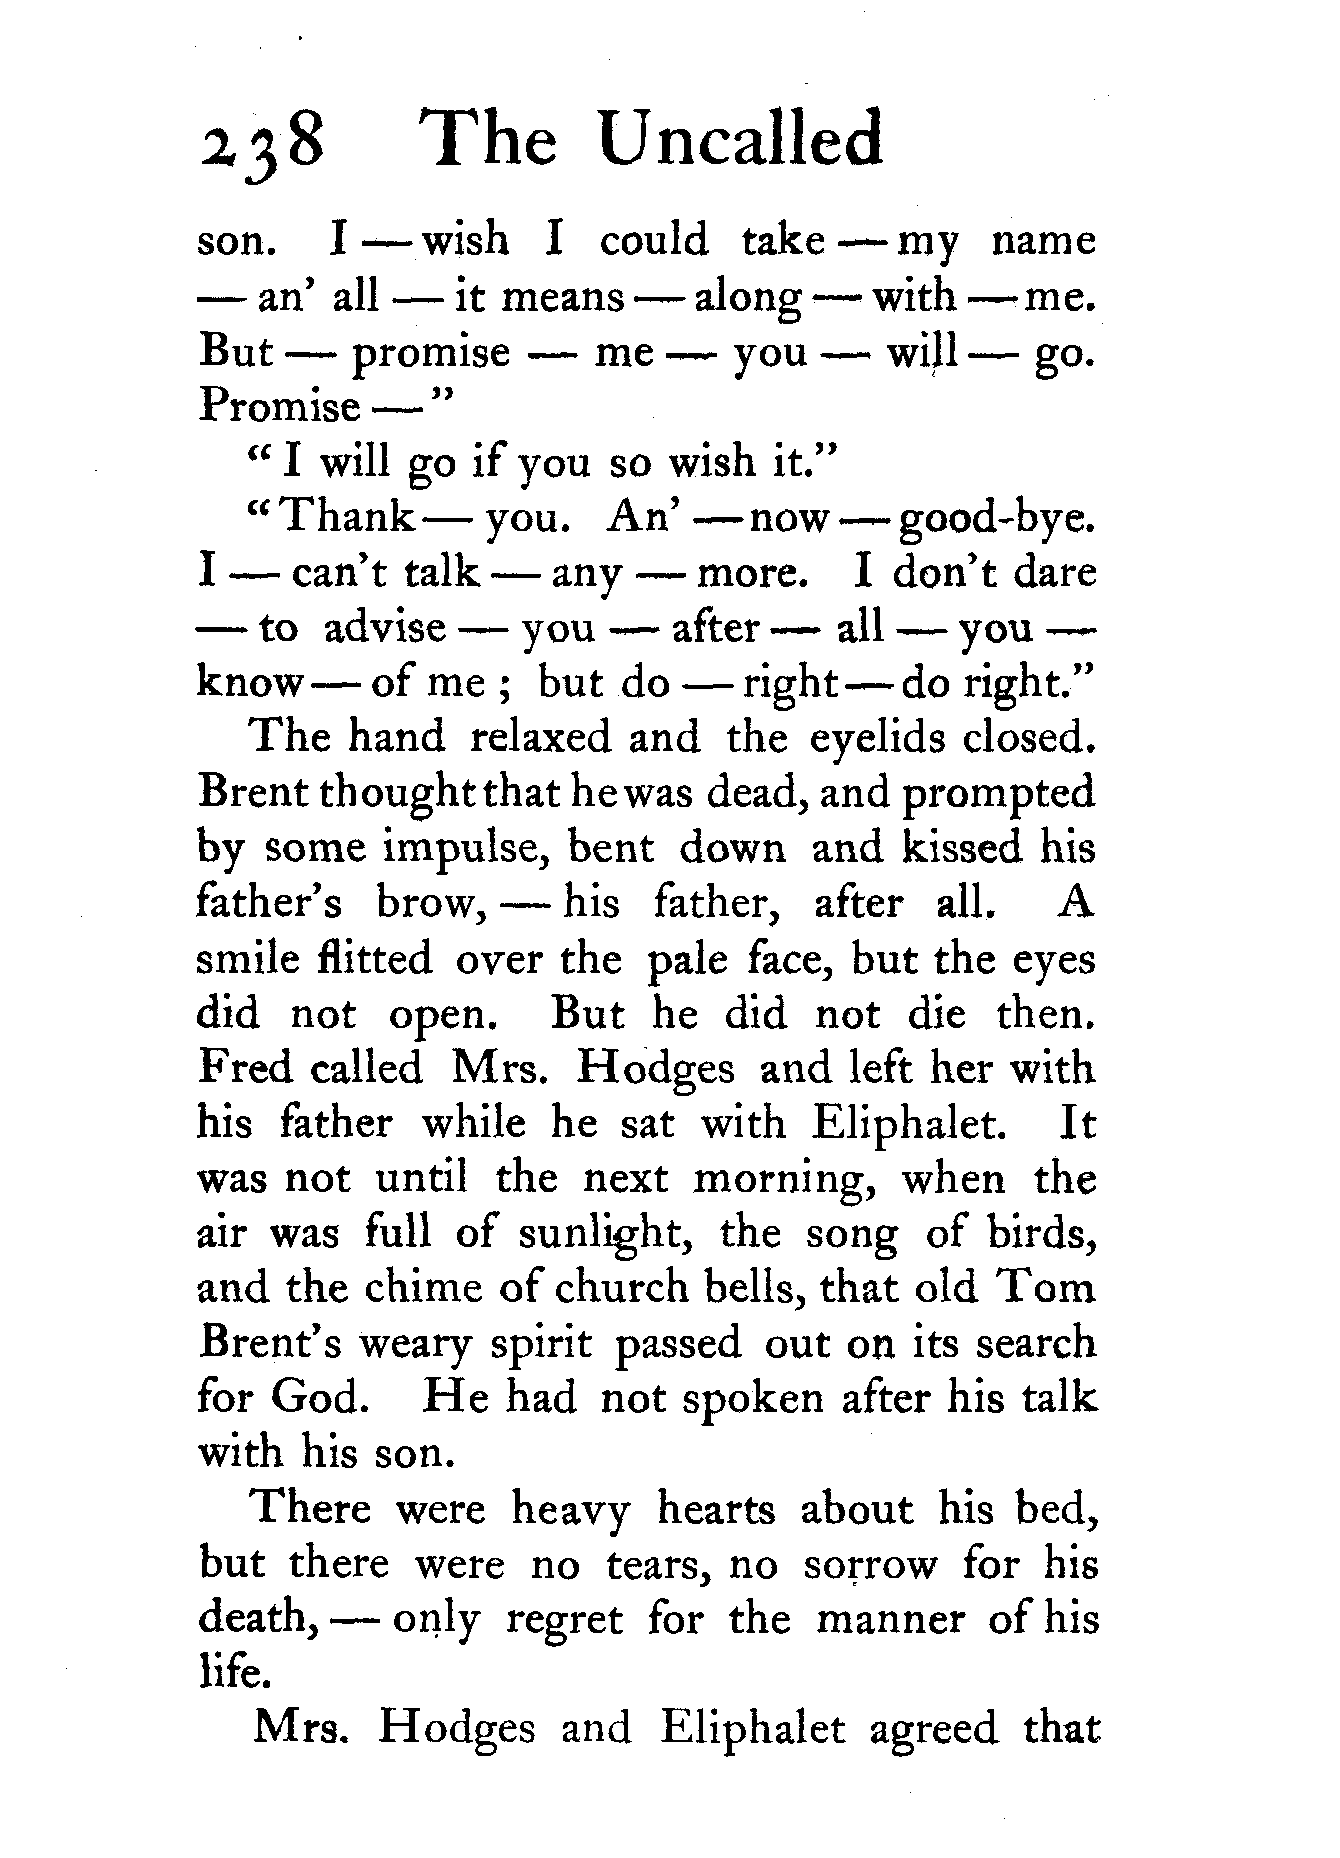 238 The Uncalled
son. I — wish I could take — my name
— an' all — it means — along — with — me.
But — promise — me — you — will — go.
Promise — "
" I will go if you so wish it."
" Thank — you. An' — now — good-bye.
I — can't talk — any — more. I don't dare
— to advise — you — after — all — you —
know — of me ; but do — right — do right."
The hand relaxed and the eyelids closed.
Brent thought that he was dead, and prompted
by some impulse, bent down and kissed his
father's brow, — his father, after all. A
smile flitted over the pale face, but the eyes
did not open. But he did not die then.
Fred called Mrs. Hodges and left her with
his father while he sat with Eliphalet. It
was not until the next morning, when the
air was full of sunlight, the song of birds,
and the chime of church bells, that old Tom
Brent's weary spirit passed out on its search
for God. He had not spoken after his talk
with his son.
There were heavy hearts about his bed,
but there were no tears, no sorrow for his
death, — only regret for the manner of his
life.
Mrs. Hodges and Eliphalet agreed that